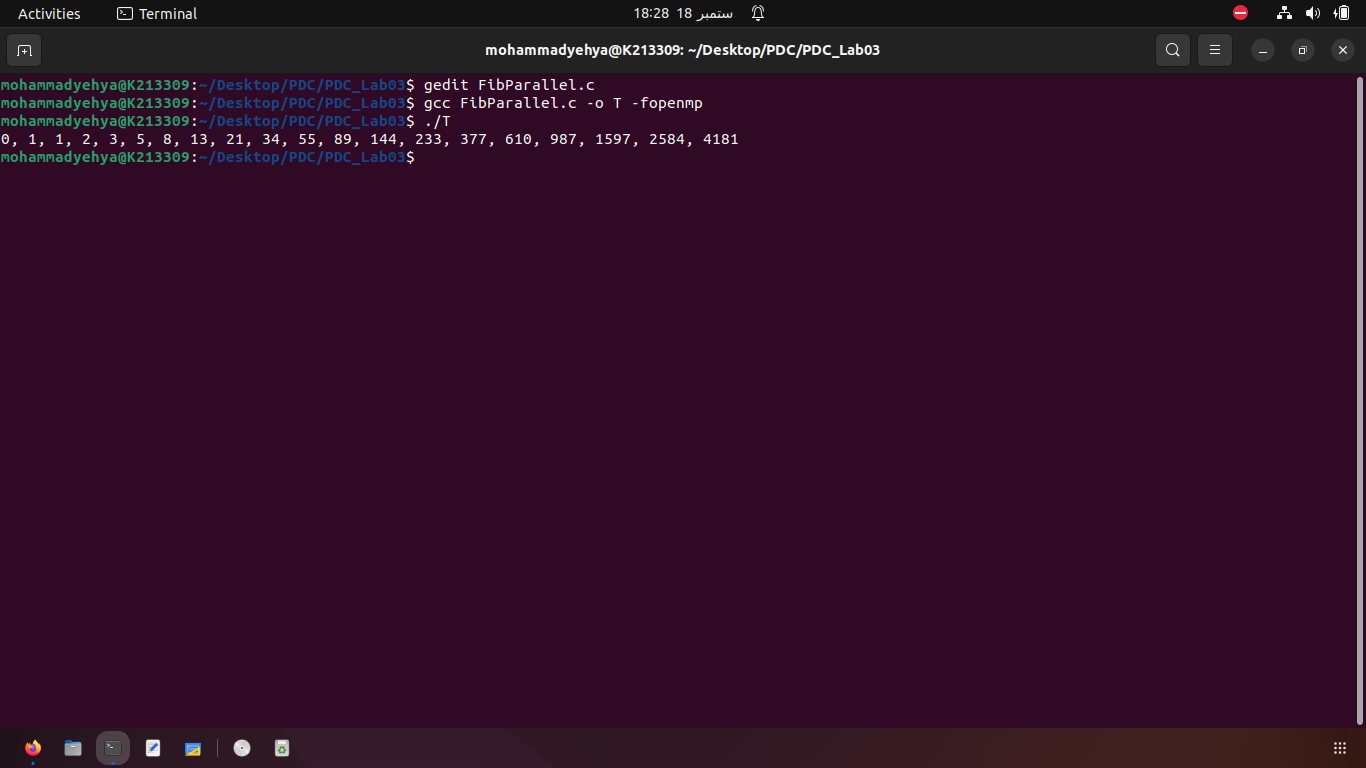 Activities
Terminal
18:28 18 ستمبر
mohammadyehya@K213309: ~/Desktop/PDC/PDC_Lab03
mohammadyehya@K213309:~/Desktop/PDC/PDC_Lab03$ gedit FibParallel.c
mohammadyehya@K213309:~/Desktop/PDC/PDC_Lab03$ gcc FibParallel.c -o T -fopenmp
mohammadyehya@K213309:~/Desktop/PDC/PDC_Lab03$ ./T
0, 1, 1, 2, 3, 5, 8, 13, 21, 34, 55, 89, 144, 233, 377, 610, 987, 1597, 2584, 4181
mohammadyehya@K213309:~/Desktop/PDC/PDC_Lab03$